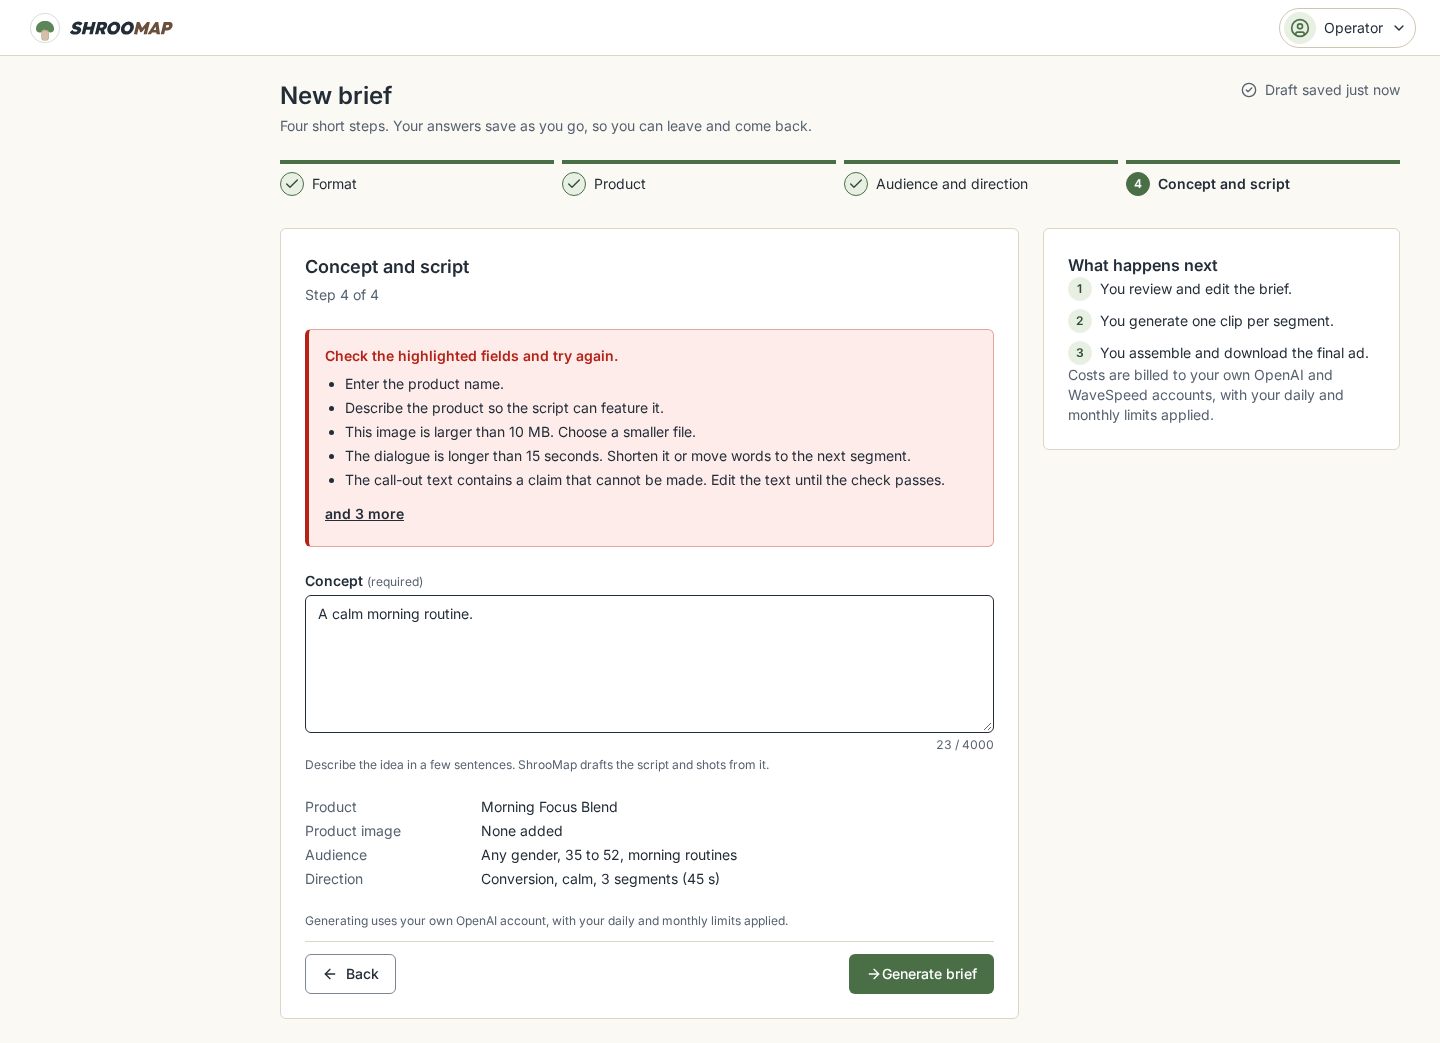 SHROOMAP
Operator
New brief
Draft saved just now
Four short steps. Your answers save as you go, so you can leave and come back.
Format
Product
Audience and direction
4 Concept and script
Concept and script
Step 4 of 4
Check the highlighted fields and try again.
Enter the product name.
Describe the product so the script can feature it.
This image is larger than 10 MB. Choose a smaller file.
The dialogue is longer than 15 seconds. Shorten it or move words to the next segment.
The call-out text contains a claim that cannot be made. Edit the text until the check passes.
and 3 more
Concept (required)
A calm morning routine.
23 / 4000
Describe the idea in a few sentences. ShrooMap drafts the script and shots from it.
Product Morning Focus Blend
Product image None added
Audience Any gender, 35 to 52, morning routines
Direction Conversion, calm, 3 segments (45 s)
Generating uses your own OpenAI account, with your daily and monthly limits applied.
Back
Generate brief
What happens next
1 You review and edit the brief.
2 You generate one clip per segment.
3 You assemble and download the final ad.
Costs are billed to your own OpenAI and
WaveSpeed accounts, with your daily and
monthly limits applied.